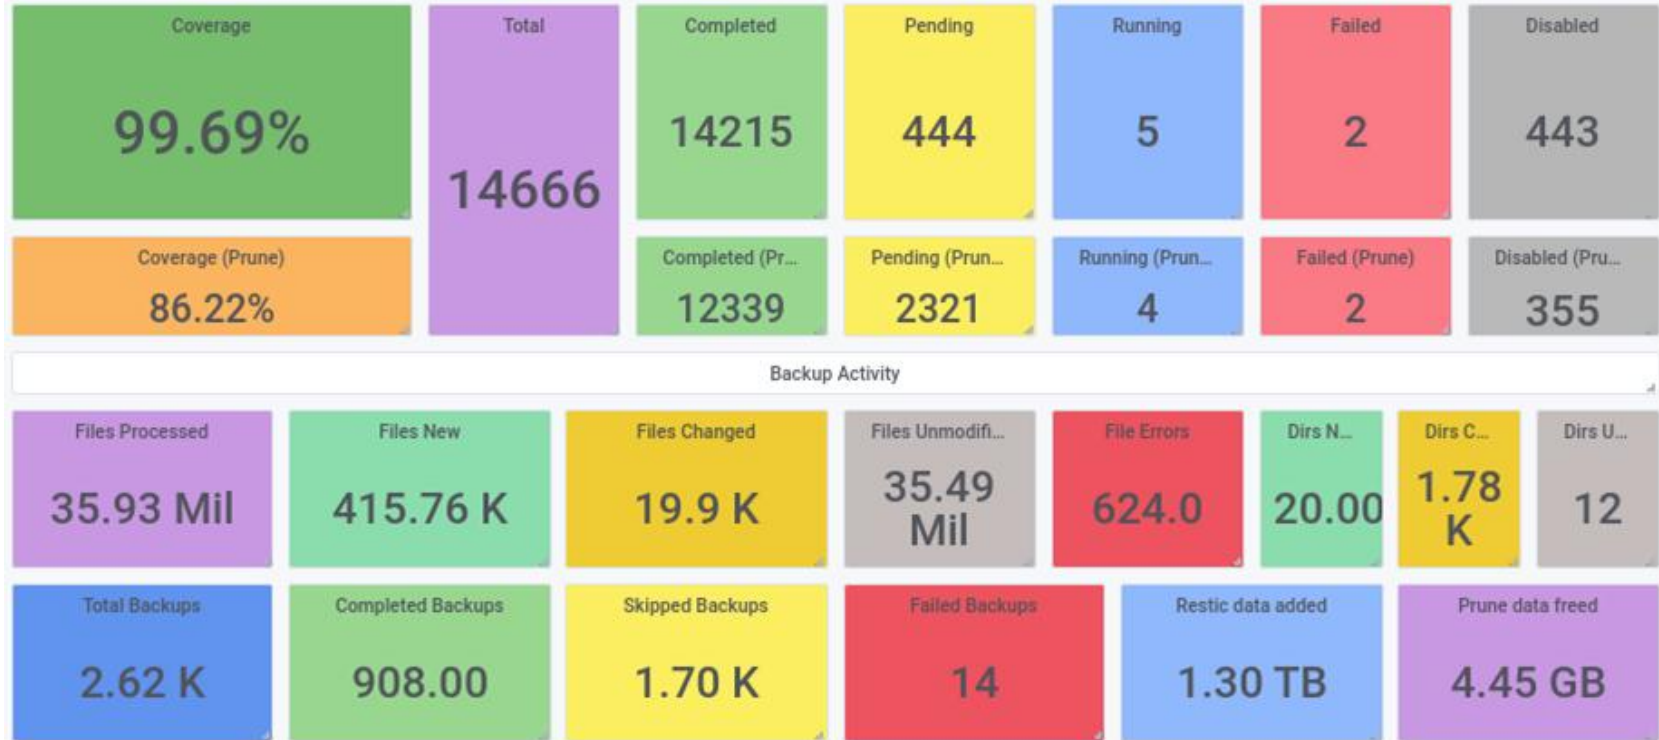 Coverage
99.69%
Total
14666
Completed
14215
Pending
444
Running
5
Failed
2
Disabled
443
Coverage (Prune)
86.22%
Completed (Pr...
12339
Pending (Prun...
2321
Running (Prun...
4
Failed (Prune)
2
Disabled (Pru...
355
Backup Activity
Files Processed
35.93 Mil
Files New
415.76 K
Files Changed
19.9 K
Files Unmodifi...
35.49
Mil
File Errors
624.0
Dirs N...
20.00
Dirs C...
1.78
K
Dirs U...
12
Total Backups
2.62 K
Completed Backups
908.00
Skipped Backups
1.70 K
Failed Backups
14
Restic data added
1.30 TB
Prune data freed
4.45 GB